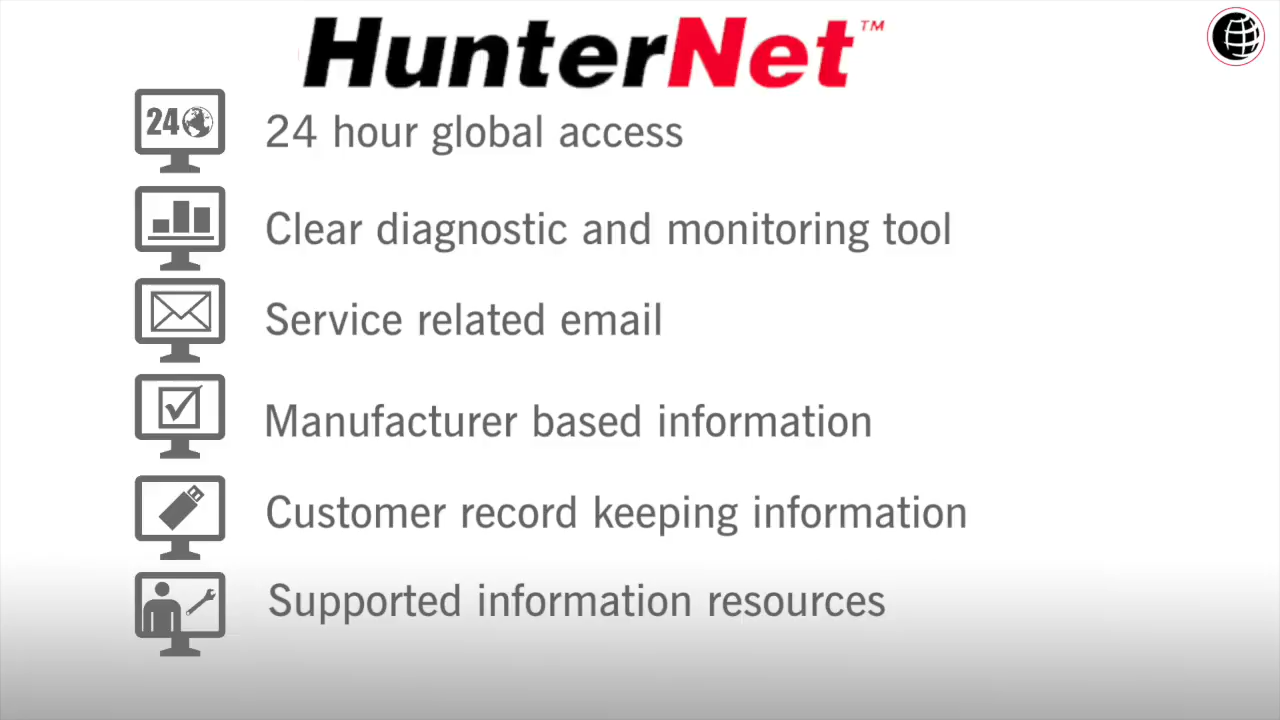 HunterNet™
24
24 hour global access
Clear diagnostic and monitoring tool
Service related email
Manufacturer based information
Customer record keeping information
Supported information resources